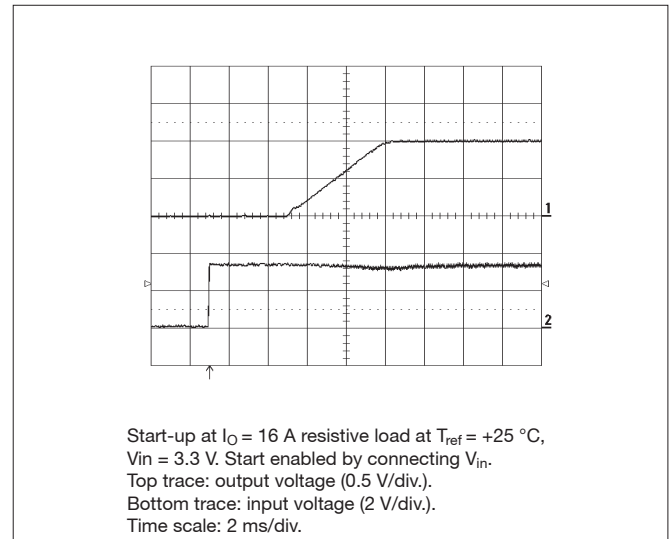 1
2
Start-up at IO = 16 A resistive load at Tref = +25 °C,
Vin = 3.3 V. Start enabled by connecting Vin.
Top trace: output voltage (0.5 V/div.).
Bottom trace: input voltage (2 V/div.).
Time scale: 2 ms/div.